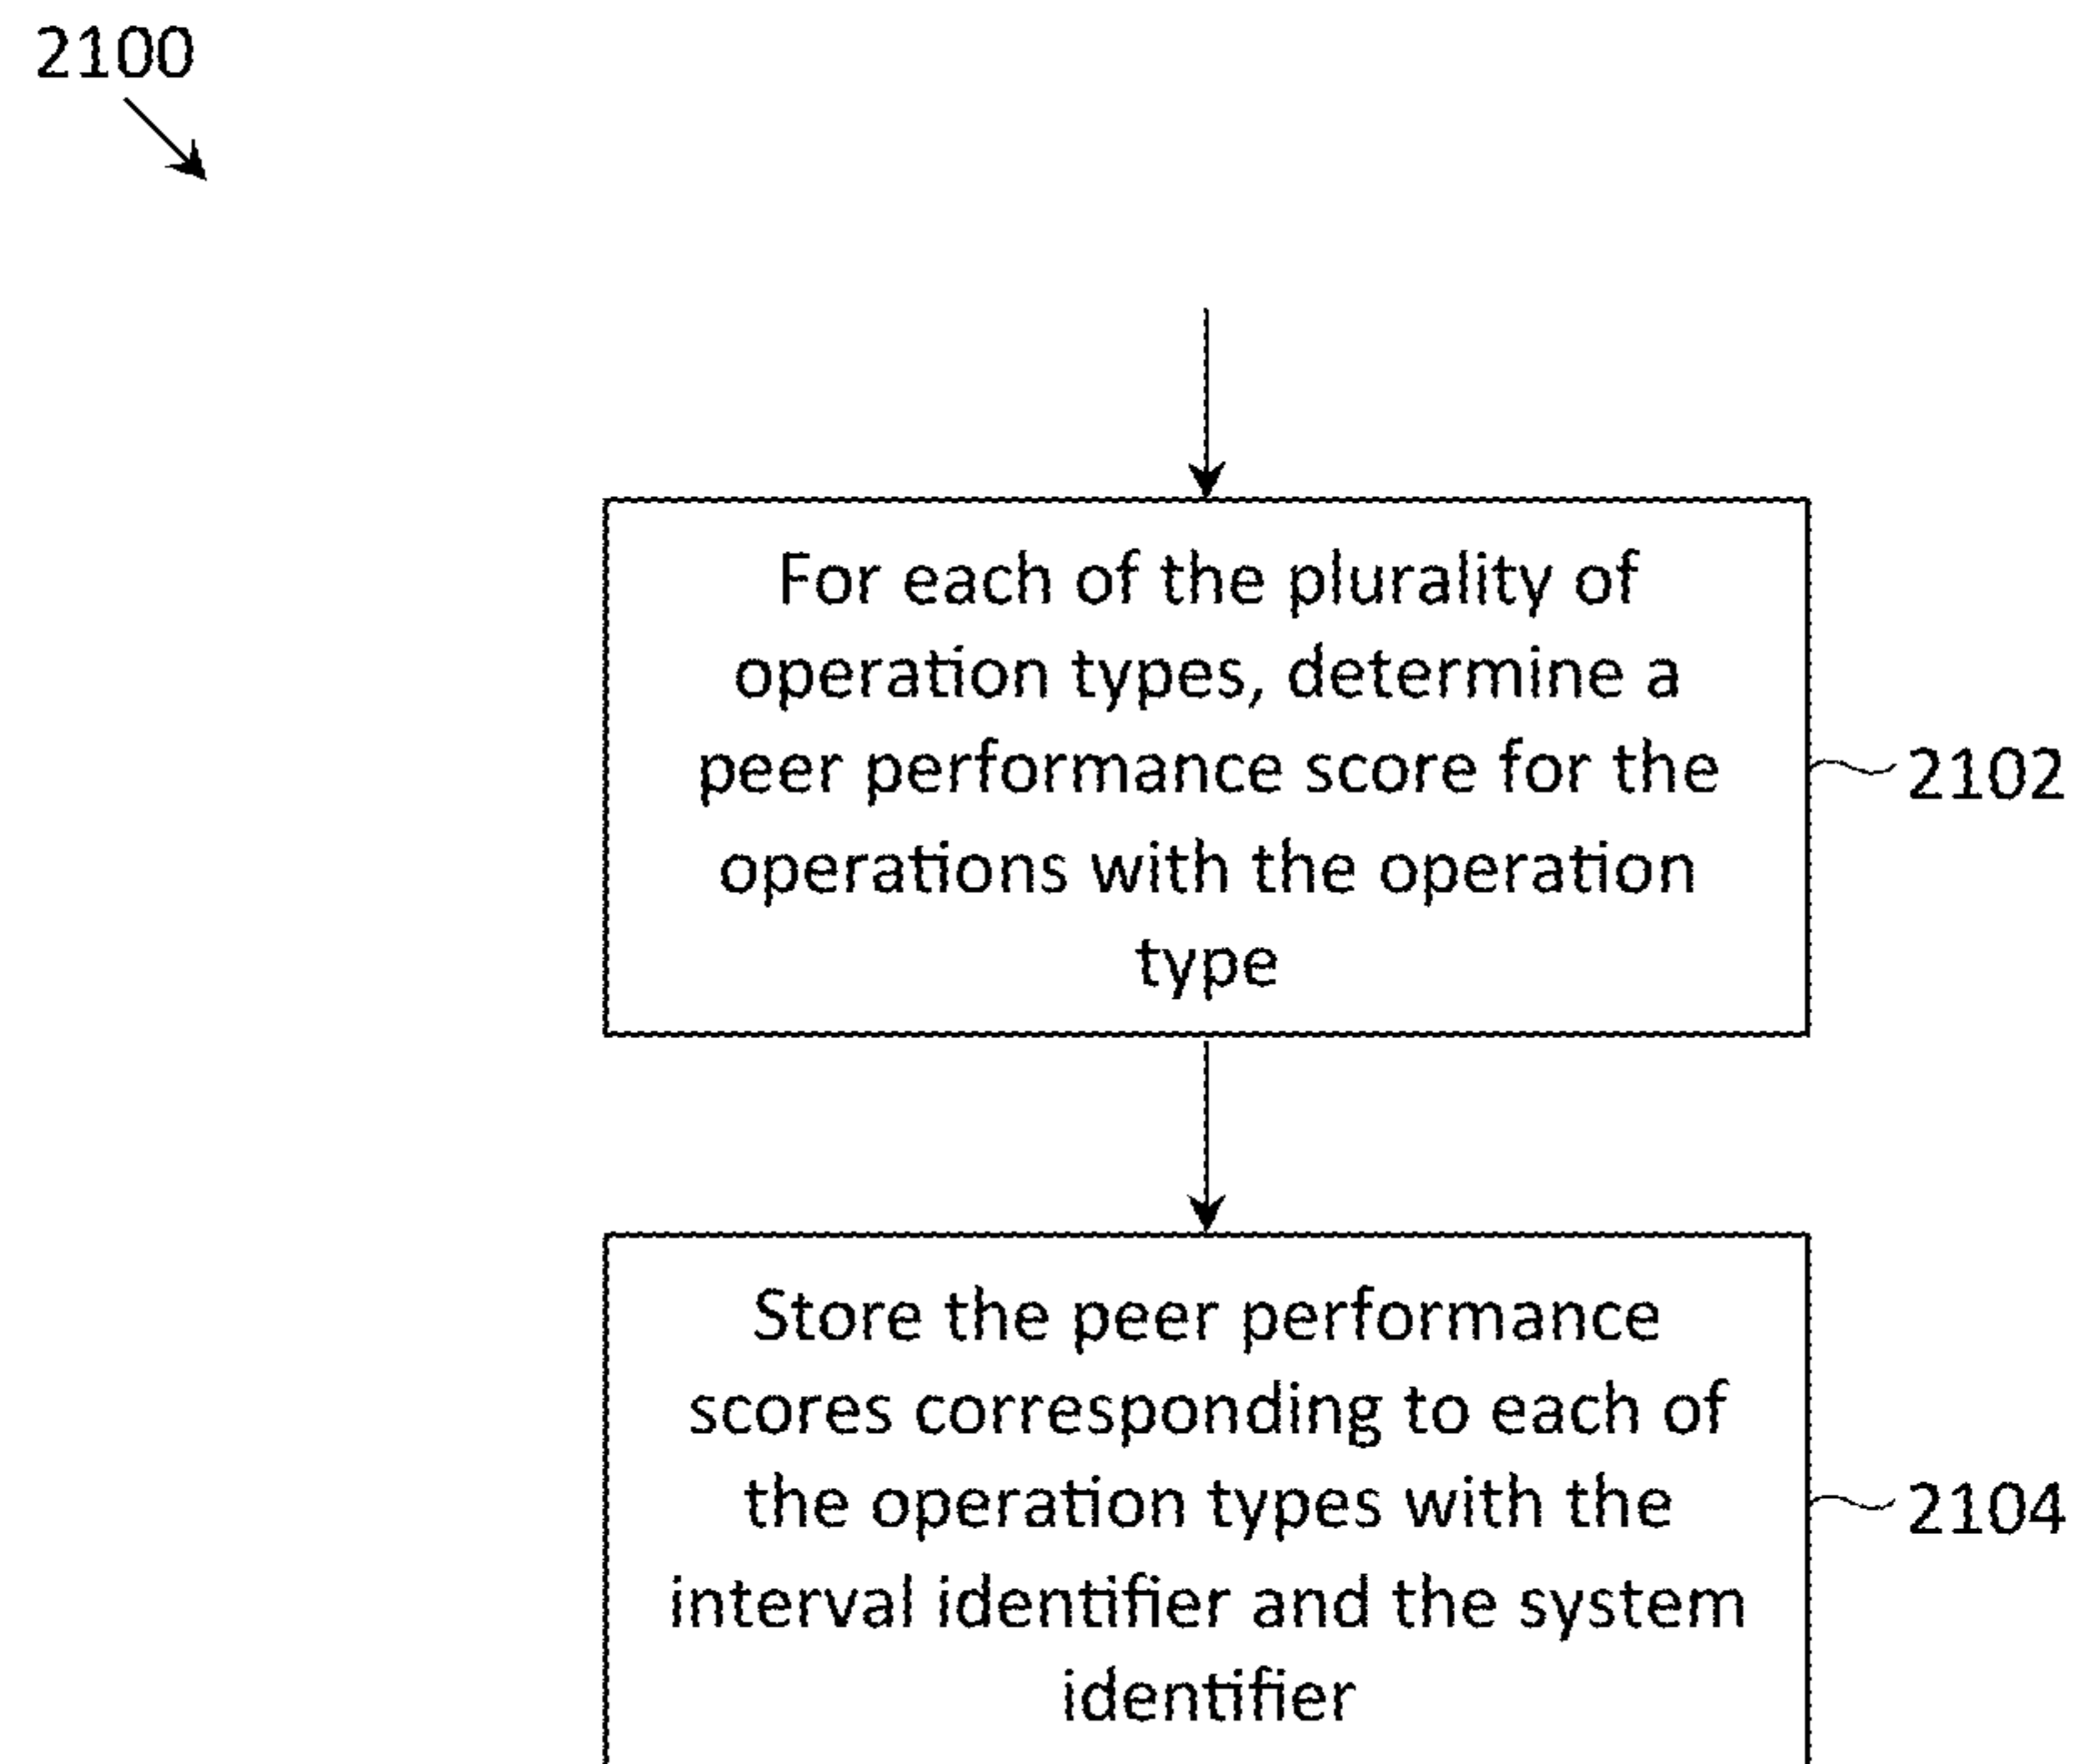 2100
For each of the plurality of
operation types, determine a
peer performance score for the
operations with the operation
type
2102
Store the peer performance
scores corresponding to each of
the operation types with the
interval identifier and the system
identifier
2104